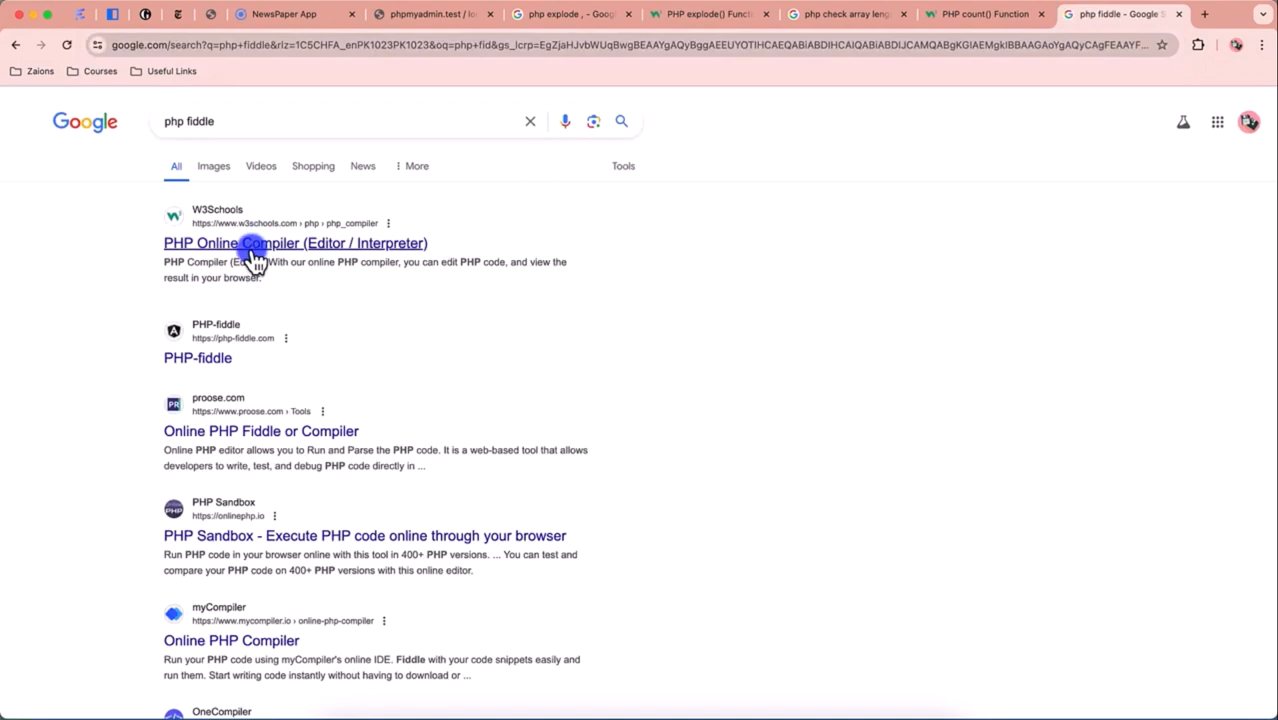 NewsPaper App
phpmyadmin.test / lo
php explode , - Goog
PHP explode() Functi
php check array leng
PHP count() Function
php fiddle - Google S
google.com/search?q=php+fiddle&rlz=1C5CHFA_enPK1023PK1023&oq=php+fid&gs_lcrp=EgZjaHJvbWUqBwgBEAAYgAQyBggAEEUYOTIHCAEQABiABDIHCAIQABiABDIJCAMQABgKGIAEMgkIBBAAGAoYgAQyCAgFEAAYF...
Zaions
Courses
Useful Links
Google
php fiddle
All
Images
Videos
Shopping
News
More
Tools
W3Schools
https://www.w3schools.com › php › php_compiler
PHP Online Compiler (Editor / Interpreter)
PHP Compiler With our online PHP compiler, you can edit PHP code, and view the
result in your browser.
PHP-fiddle
https://php-fiddle.com
PHP-fiddle
proose.com
https://www.proose.com › Tools
Online PHP Fiddle or Compiler
Online PHP editor allows you to Run and Parse the PHP code. It is a web-based tool that allows
developers to write, test, and debug PHP code directly in ...
PHP Sandbox
https://onlinephp.io
PHP Sandbox - Execute PHP code online through your browser
Run PHP code in your browser online with this tool in 400+ PHP versions. ... You can test and
compare your PHP code on 400+ PHP versions with this online editor.
myCompiler
https://www.mycompiler.io › online-php-compiler
Online PHP Compiler
Run your PHP code using myCompiler's online IDE. Fiddle with your code snippets easily and
run them. Start writing code instantly without having to download or ...
OneCompiler